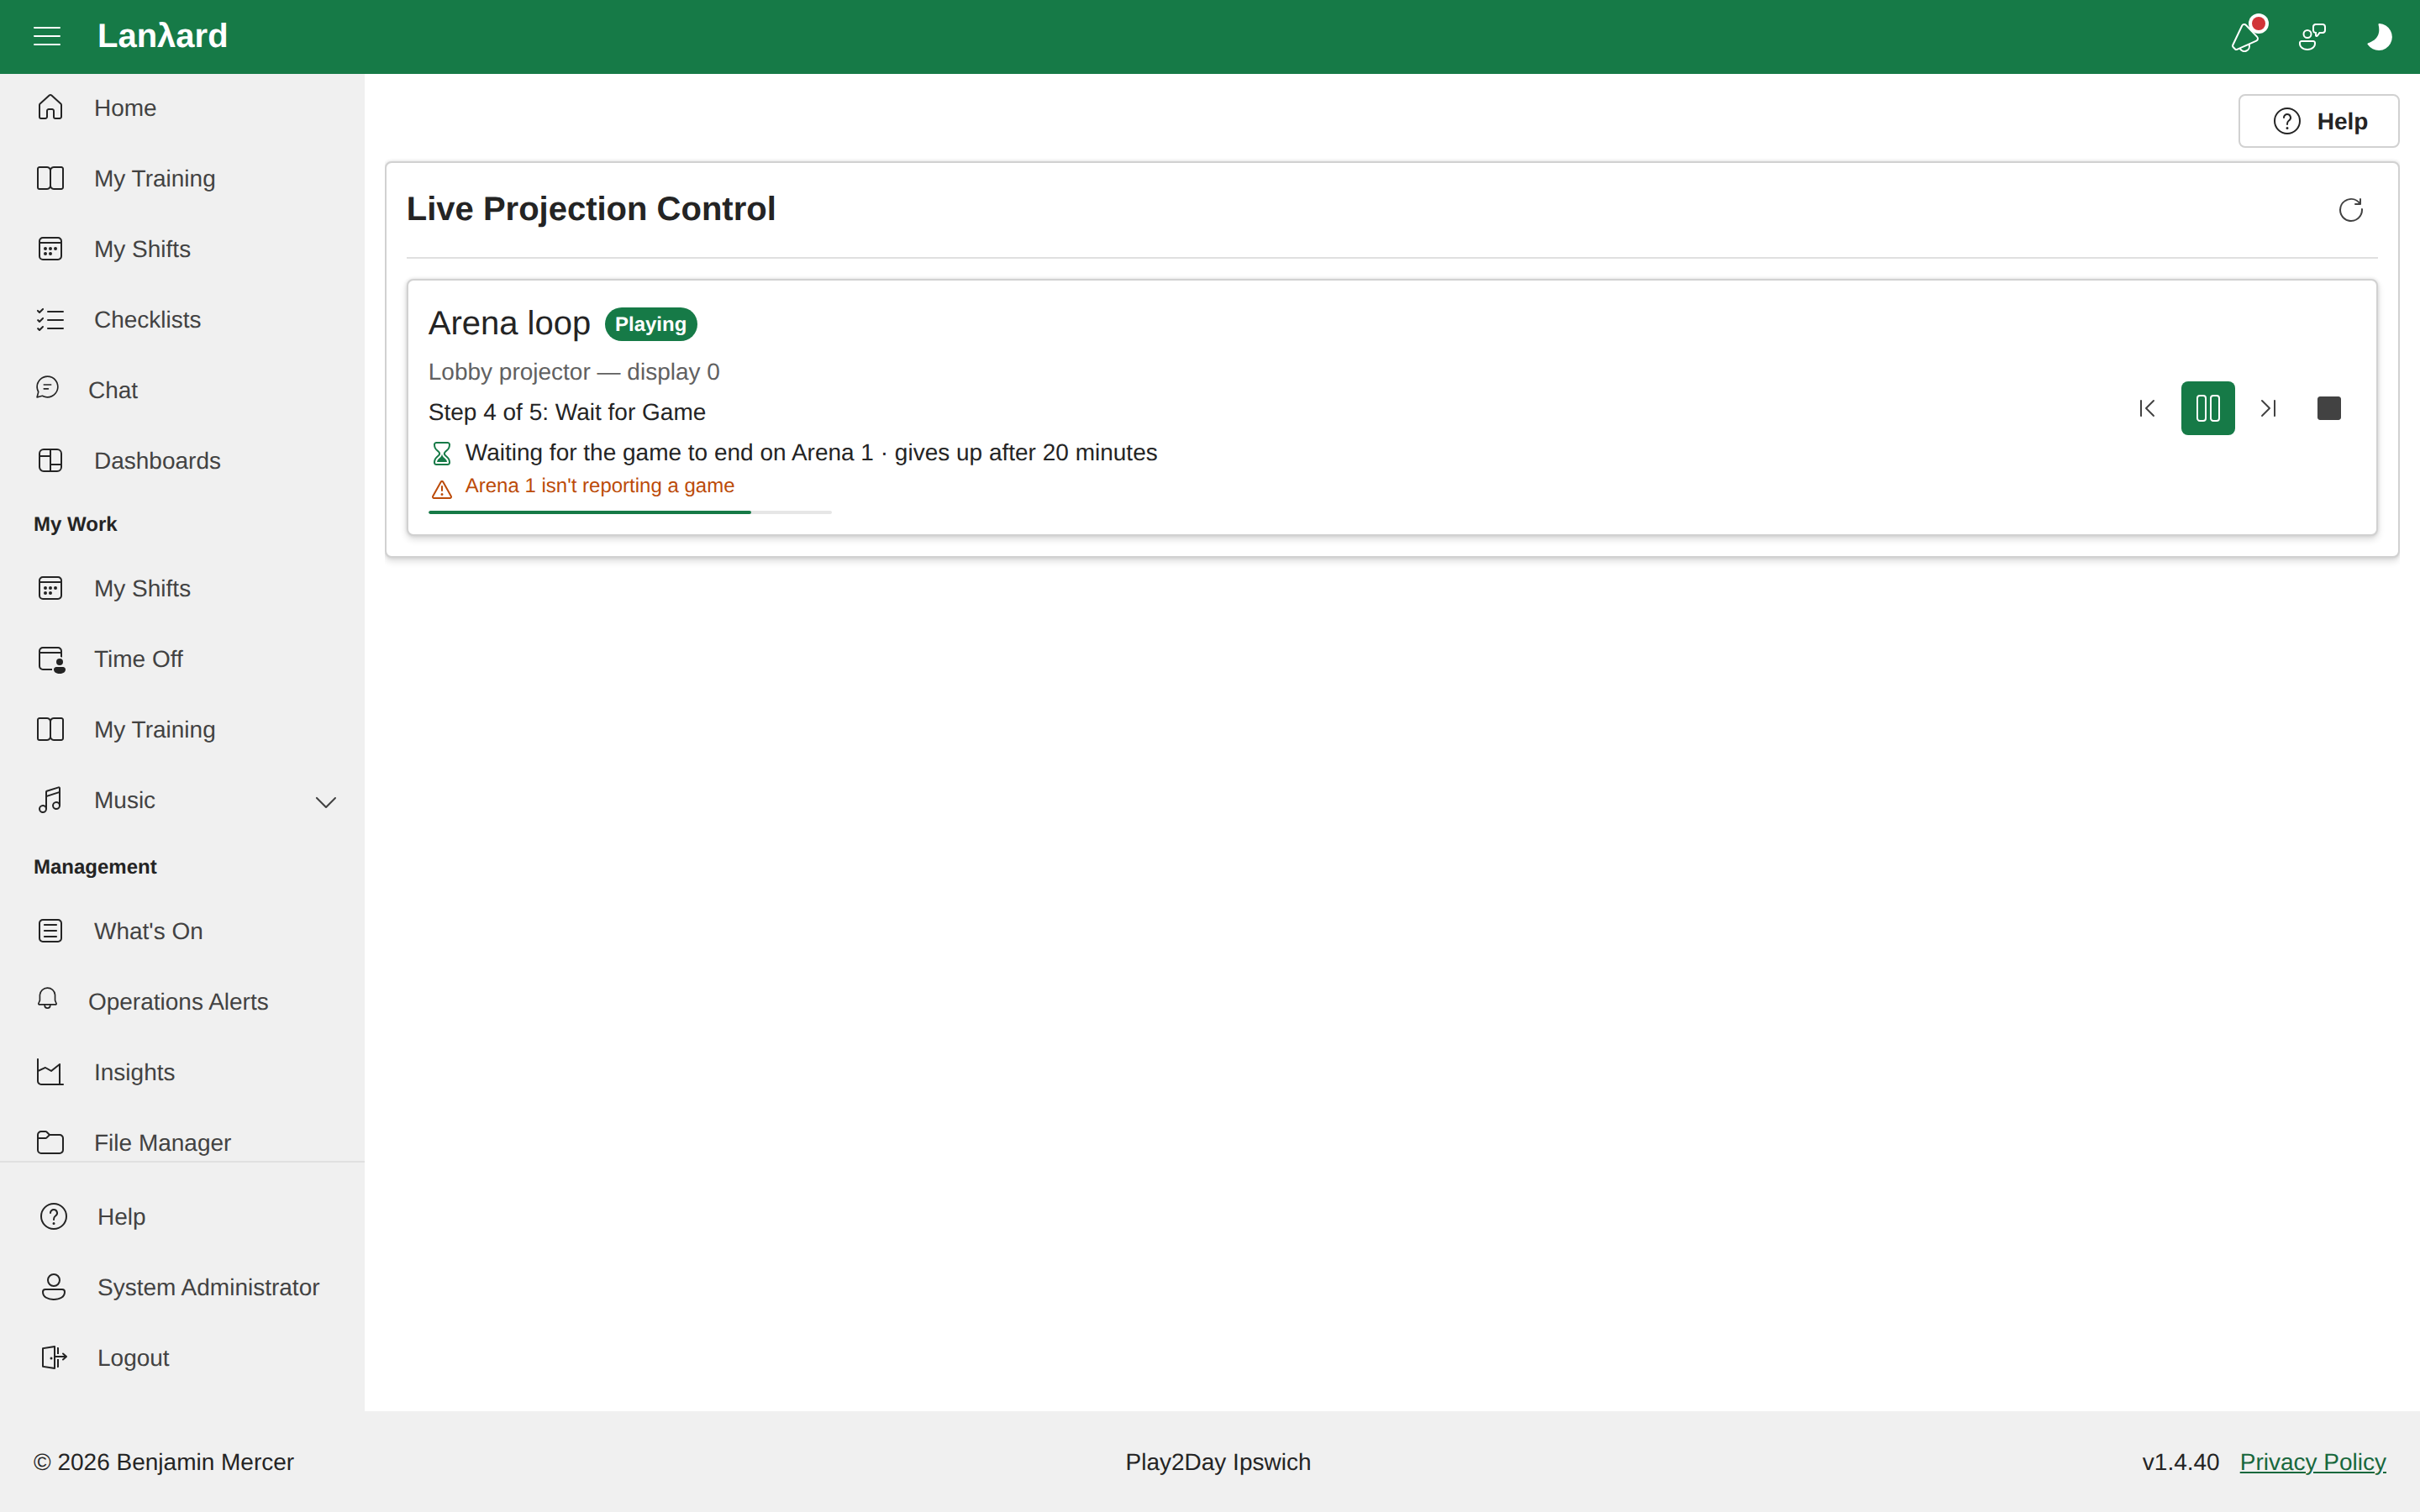 Lanλard
Home
My Training
My Shifts
Checklists
Chat
Dashboards
My Work
My Shifts
Time Off
My Training
Music
Management
What's On
Operations Alerts
Insights
File Manager
Help
System Administrator
Logout
Help
Live Projection Control
Arena loop Playing
Lobby projector — display 0
Step 4 of 5: Wait for Game
Waiting for the game to end on Arena 1 · gives up after 20 minutes
Arena 1 isn't reporting a game
© 2026 Benjamin Mercer
Play2Day Ipswich
v1.4.40 Privacy Policy